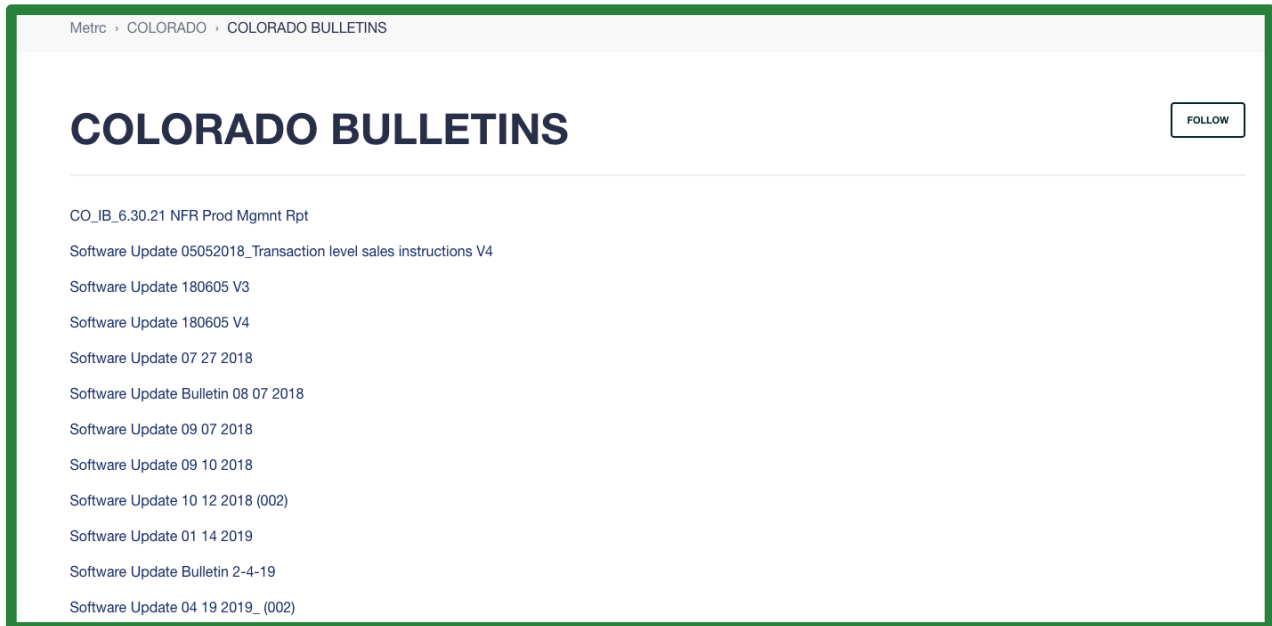 Metrc › COLORADO › COLORADO BULLETINS
COLORADO BULLETINS
FOLLOW
CO_IB_6.30.21 NFR Prod Mgmnt Rpt
Software Update 05052018_Transaction level sales instructions V4
Software Update 180605 V3
Software Update 180605 V4
Software Update 07 27 2018
Software Update Bulletin 08 07 2018
Software Update 09 07 2018
Software Update 09 10 2018
Software Update 10 12 2018 (002)
Software Update 01 14 2019
Software Update Bulletin 2-4-19
Software Update 04 19 2019_ (002)